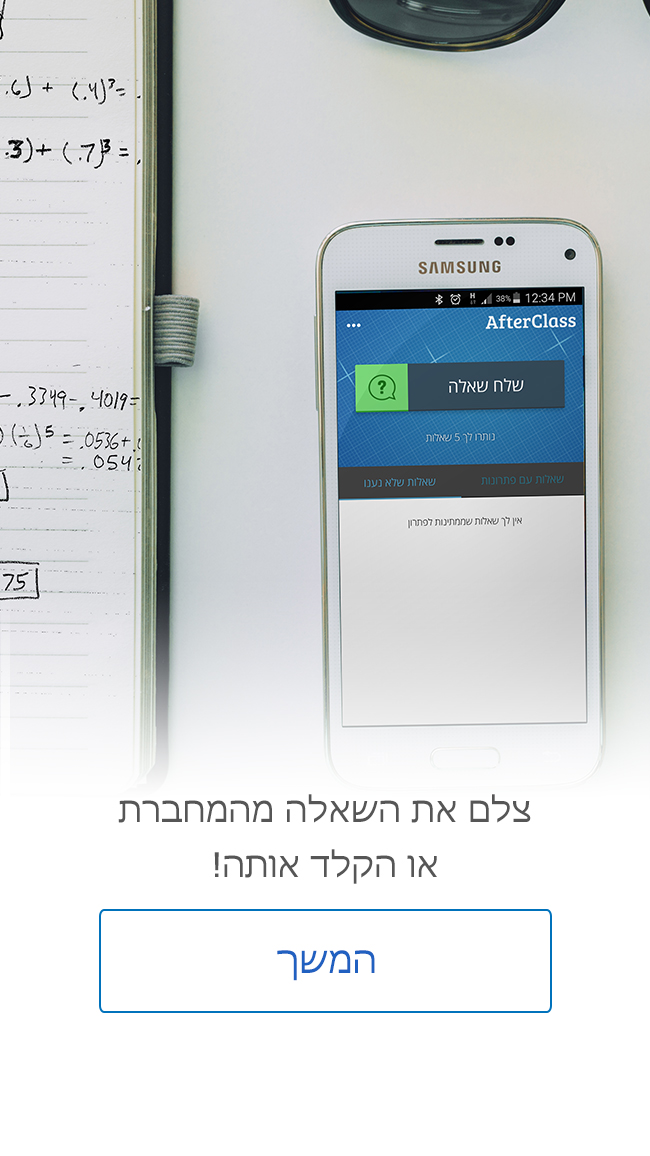 .6) + (.4)³=
.3) + (.7)³ =
SAMSUNG
38% 12:34 PM
AfterClass
שלח שאלה
נותרו לך 5 שאלות
שאלות עם פתרונות
שאלות שלא נענו
אין לך שאלות שממתינות לפתרון
-.3349-.4019=
(1/6)⁵ = .0536+.0
= .054
75
צלם את השאלה מהמחברת
או הקלד אותה!
המשך